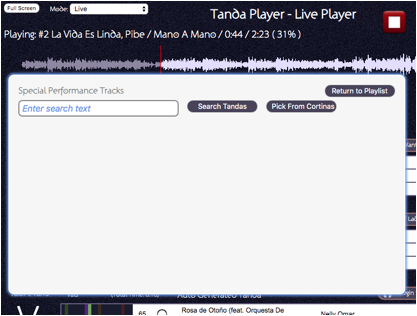 Full Screen
Mode: Live
Tanda Player - Live Player
Playing: #2 La Vida Es Linda, Pibe / Mano A Mano / 0:44 / 2:23 ( 31% )
Special Performance Tracks
Return to Playlist
Enter search text
Search Tandas
Pick From Cortinas
Auto Generated Tanda
65
Rosa de Otoño (feat. Orquesta De
Nelly Omar